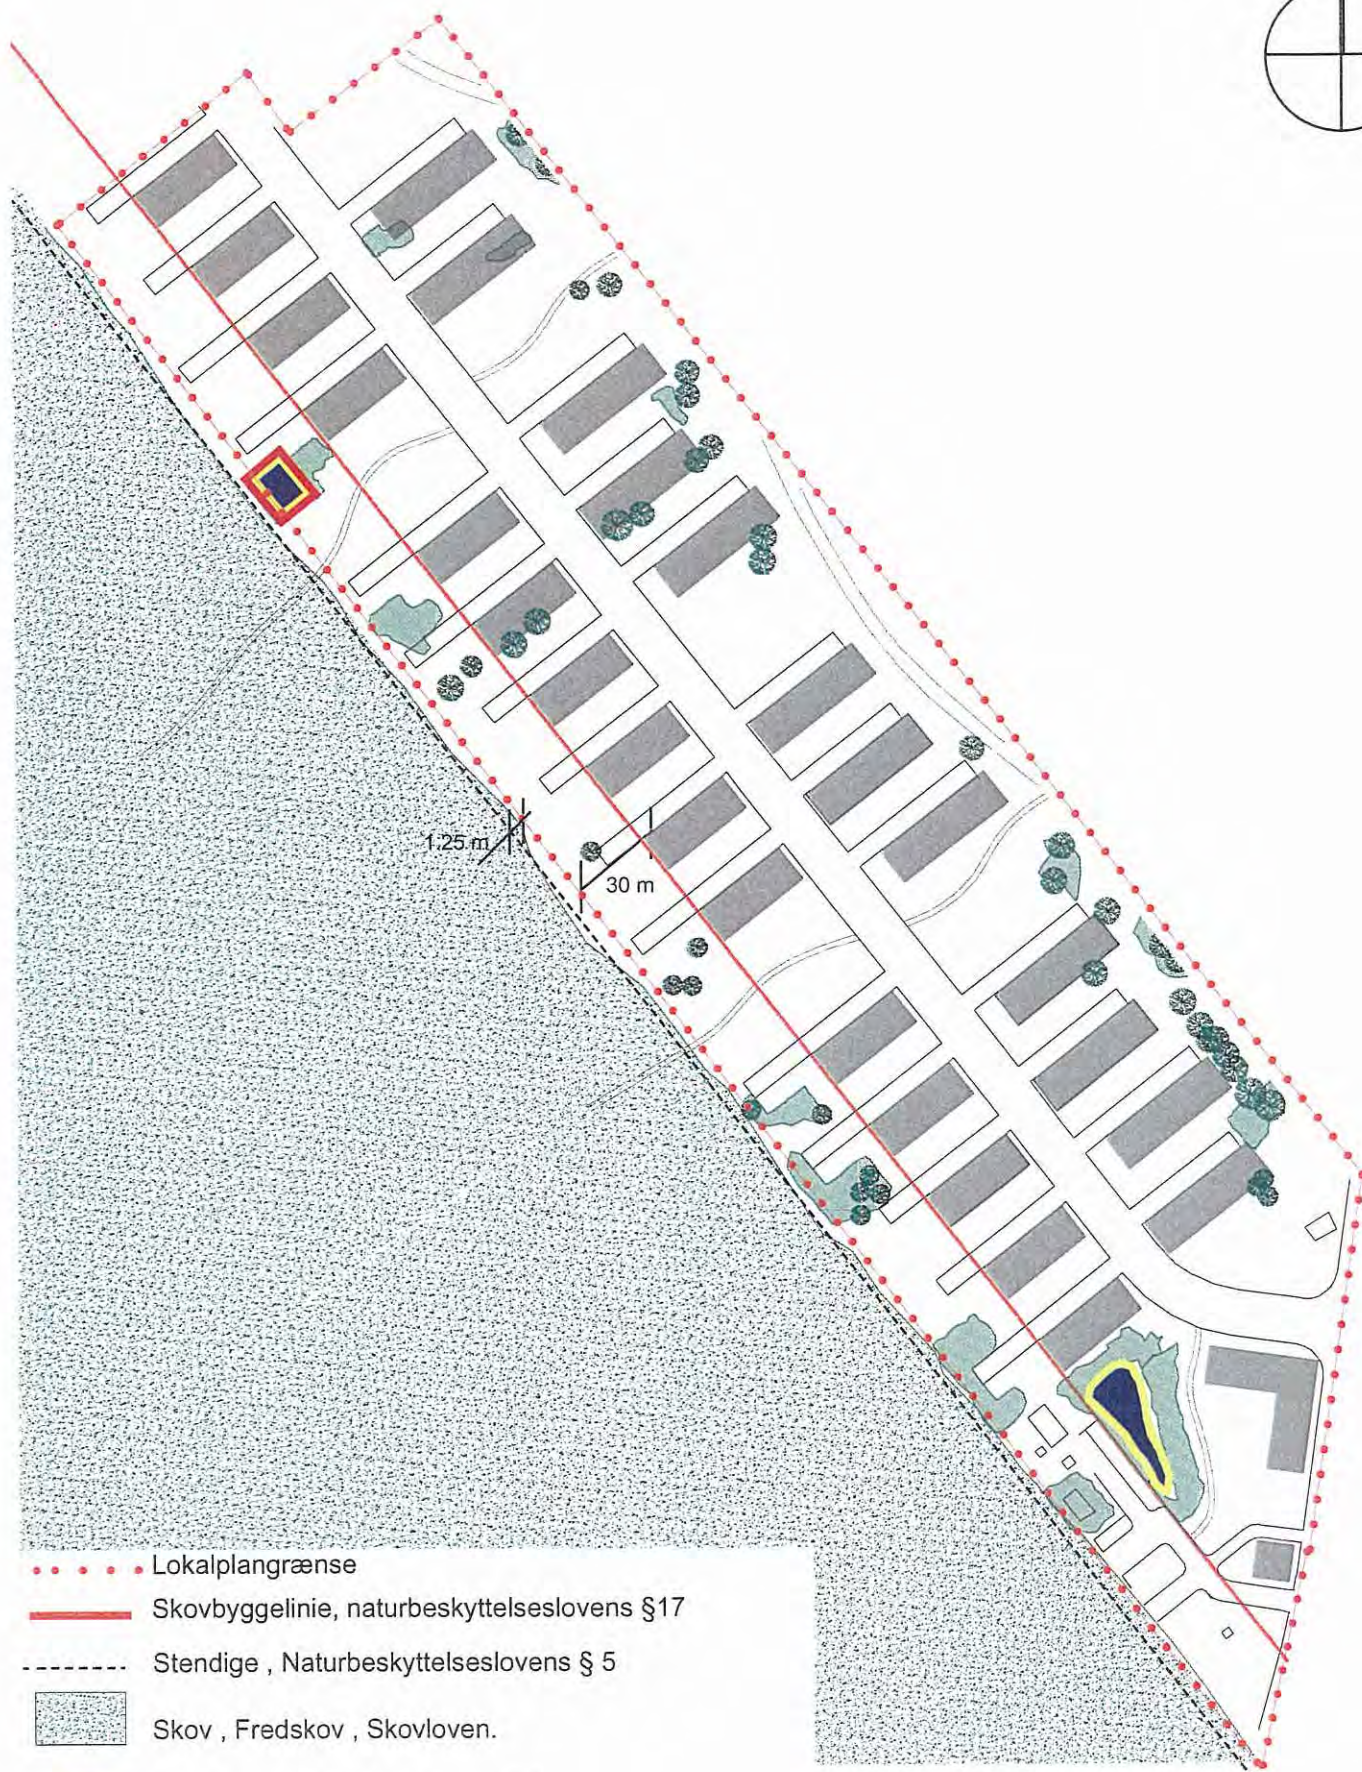 1.25 m
30 m
Lokalplangrænse
Skovbyggelinie, naturbeskyttelseslovens §17
Stendige , Naturbeskyttelseslovens § 5
Skov , Fredskov , Skovloven.